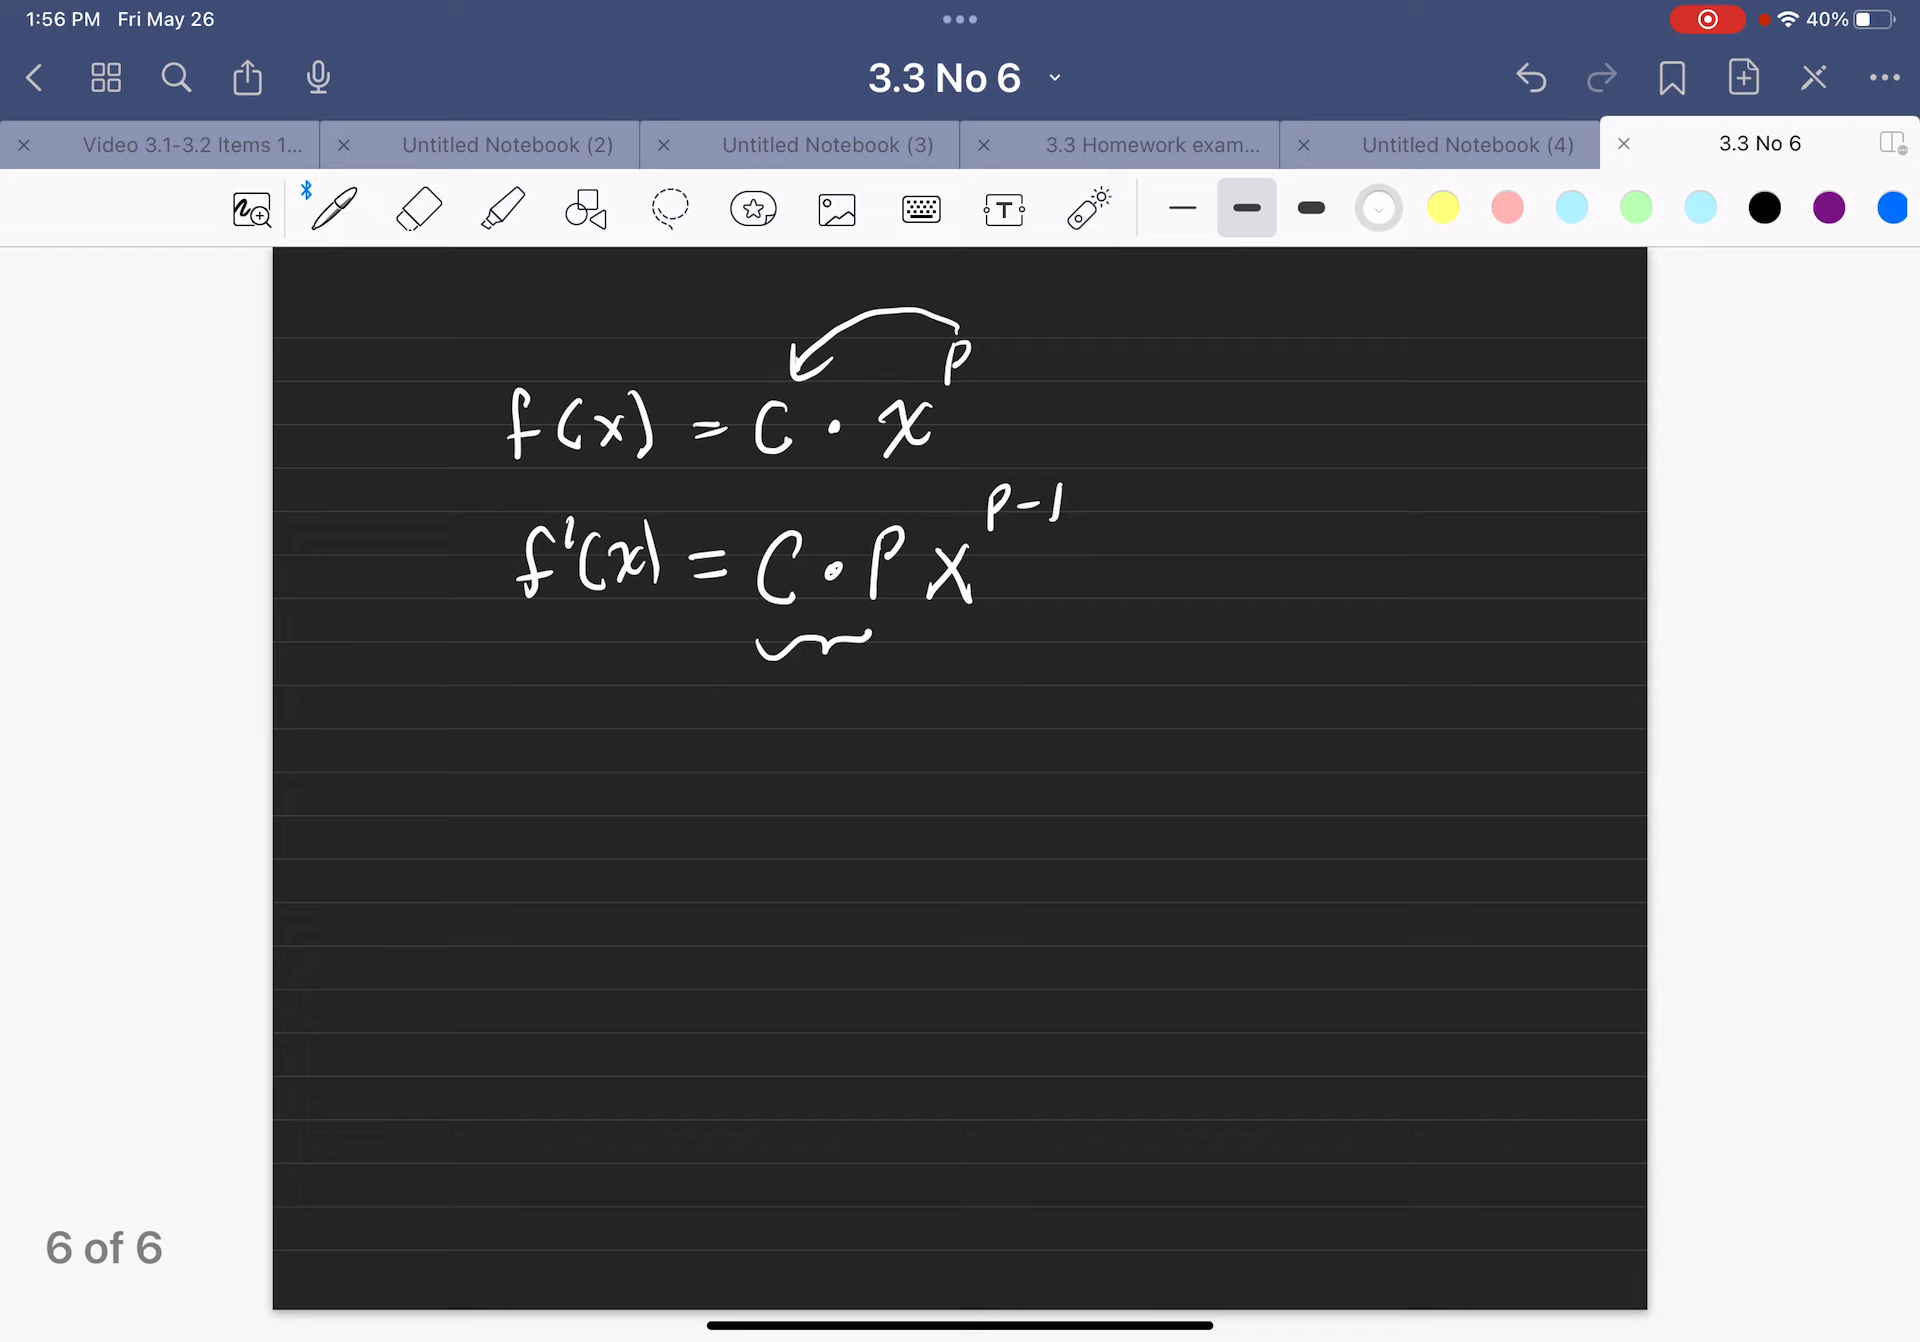 1:56 PM Fri May 26
40%
3.3 No 6
Video 3.1-3.2 Items 1...
Untitled Notebook (2)
Untitled Notebook (3)
3.3 Homework exam...
Untitled Notebook (4)
3.3 No 6
T
f(x) = C · x^p
f'(x) = C · p x^{p-1}
6 of 6